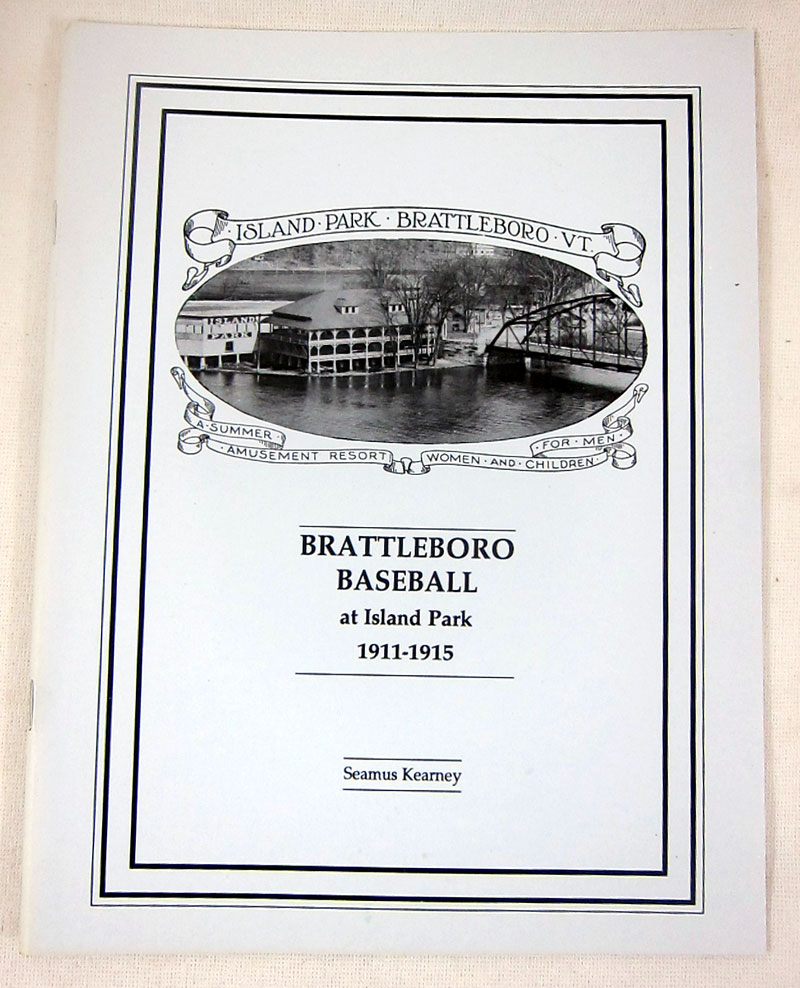 ISLAND · PARK · BRATTLEBORO · VT.
ISLAND
PARK
A · SUMMER ·
· AMUSEMENT RESORT
· FOR · MEN ·
WOMEN · AND · CHILDREN ·
BRATTLEBORO
BASEBALL
at Island Park
1911-1915
Seamus Kearney